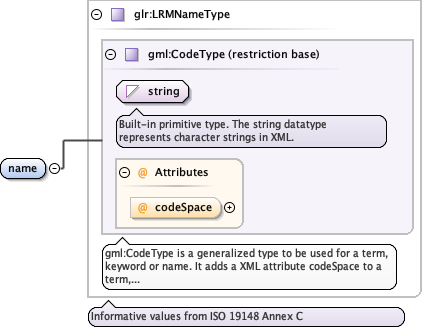 glr:LRMNameType
gml:CodeType (restriction base)
string
Built-in primitive type. The string datatype
represents character strings in XML.
name
@ Attributes
@ codeSpace
gml:CodeType is a generalized type to be used for a term,
keyword or name. It adds a XML attribute codeSpace to a
term,...
Informative values from ISO 19148 Annex C